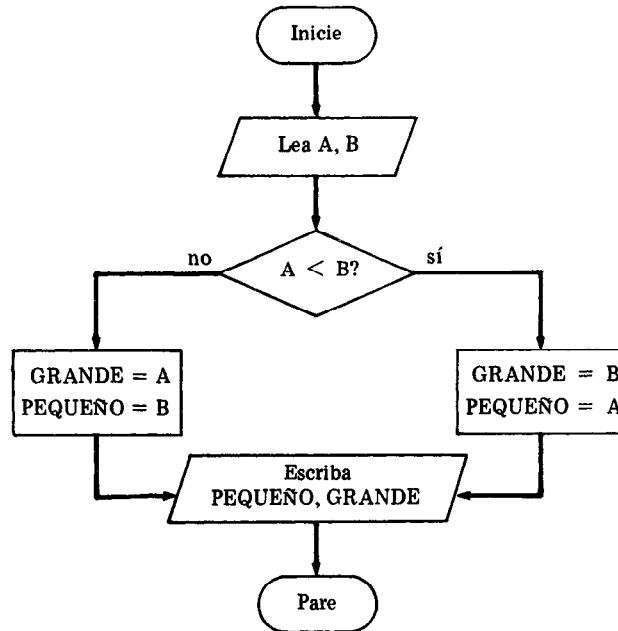 Inicie
Lea A, B
no
A < B?
sí
GRANDE = A
PEQUEÑO = B
GRANDE = B
PEQUEÑO = A
Escriba
PEQUEÑO, GRANDE
Pare